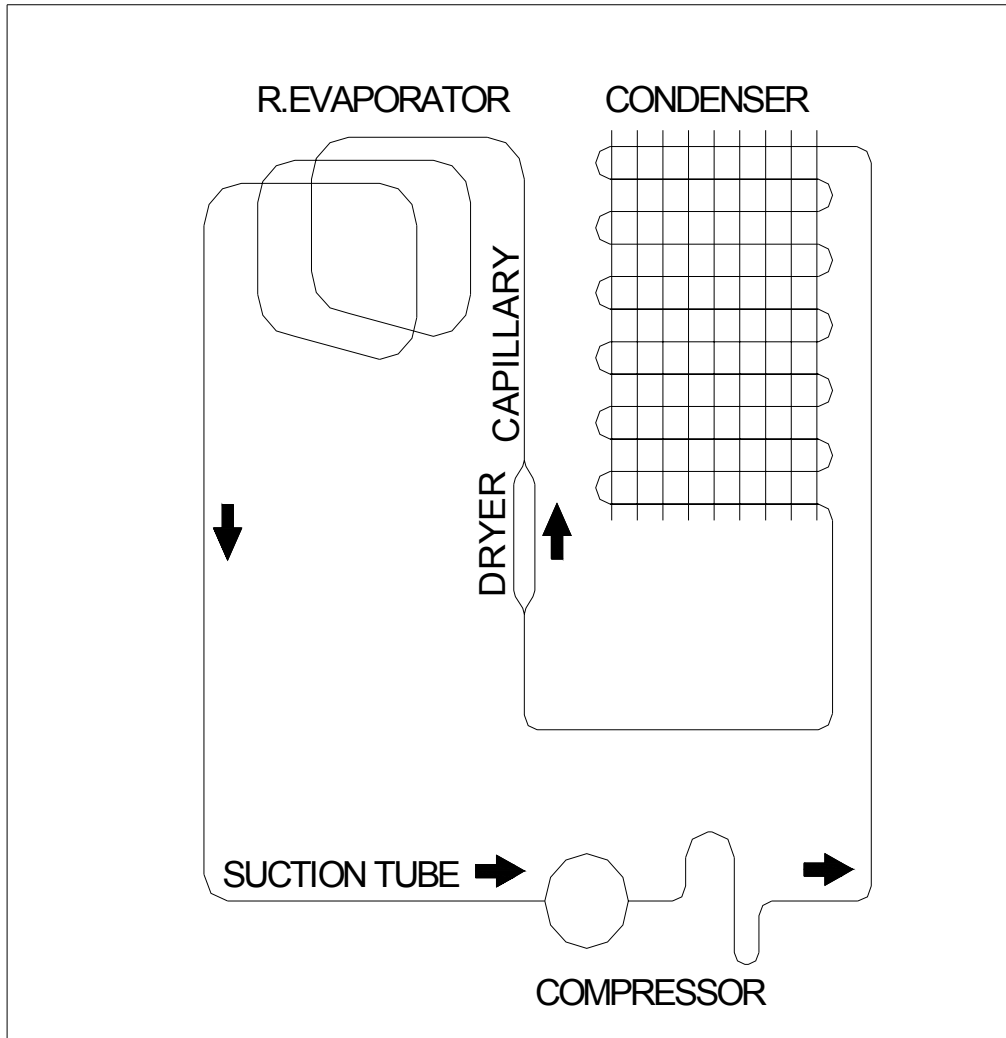 R.EVAPORATOR
CONDENSER
CAPILLARY
DRYER
SUCTION TUBE
COMPRESSOR